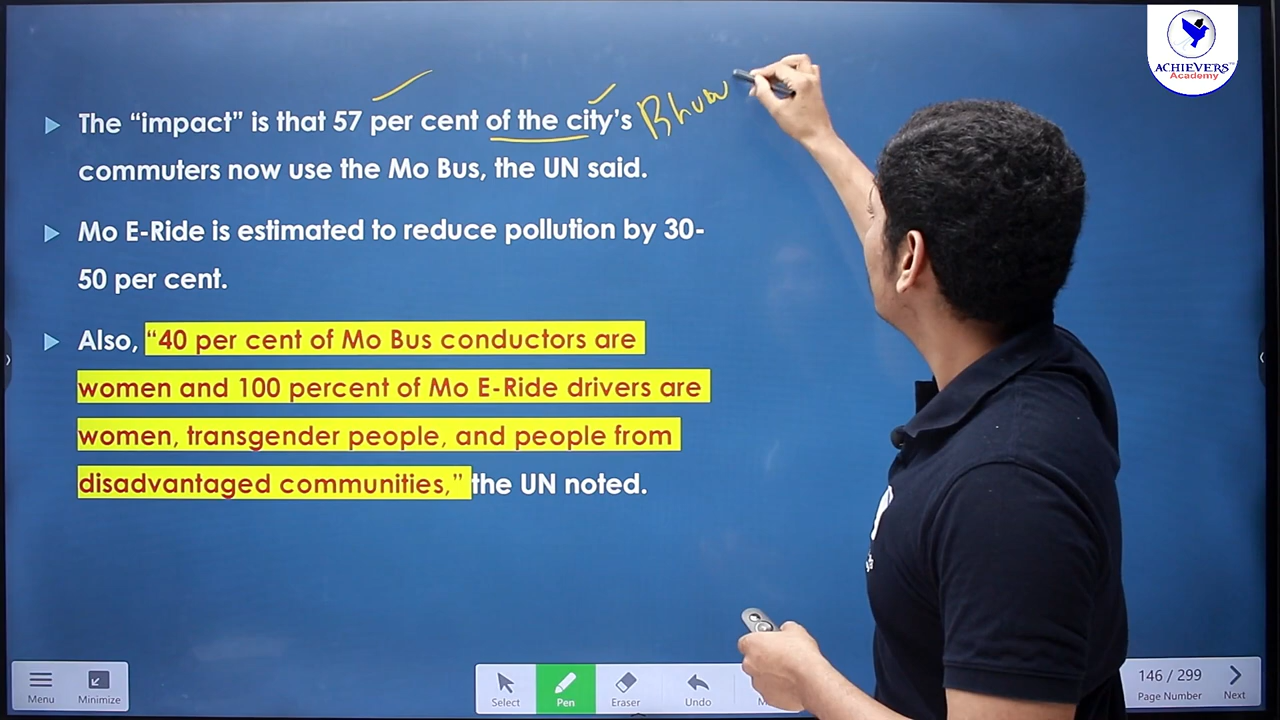 ACHIEVERS
Academy
The “impact” is that 57 per cent of the city’s Bhuba
commuters now use the Mo Bus, the UN said.
Mo E-Ride is estimated to reduce pollution by 30-
50 per cent.
Also, “40 per cent of Mo Bus conductors are
women and 100 percent of Mo E-Ride drivers are
women, transgender people, and people from
disadvantaged communities,” the UN noted.
Menu
Minimize
Select
Pen
Eraser
Undo
146 / 299
Page Number
Next